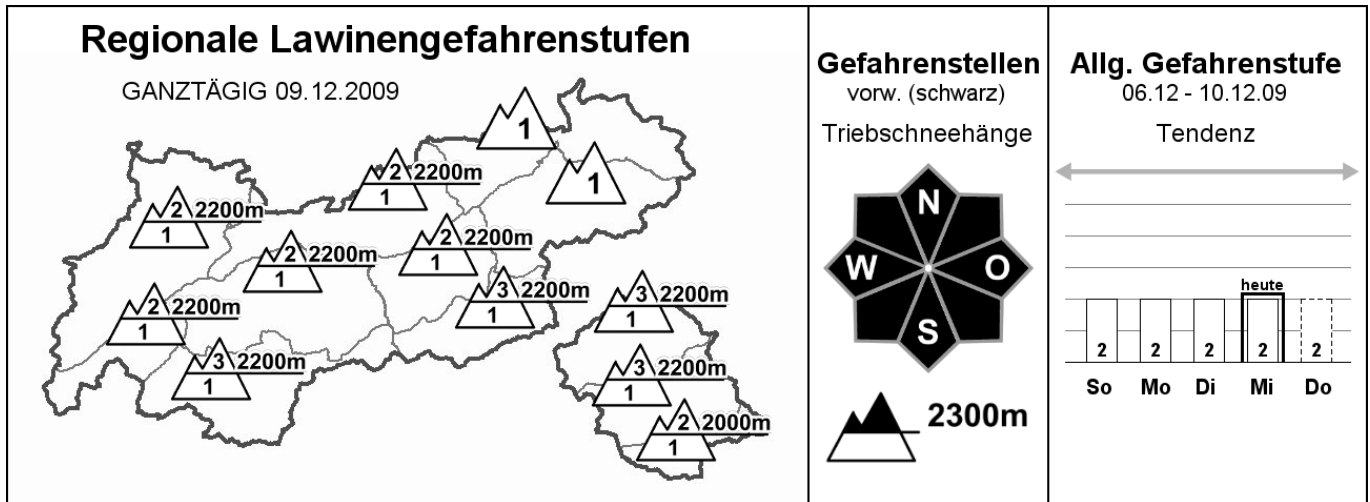 Regionale Lawinengefahrenstufen
GANZTÄGIG 09.12.2009
1
1
2 2200m
1
2 2200m
1
2 2200m
1
2 2200m
1
2 2200m
1
3 2200m
1
3 2200m
1
3 2200m
1
3 2200m
1
2 2000m
1
Gefahrenstellen
vorw. (schwarz)
Triebschneehänge
N
W O
S
2300m
Allg. Gefahrenstufe
06.12 - 10.12.09
Tendenz
heute
2 2 2 2 2
So Mo Di Mi Do